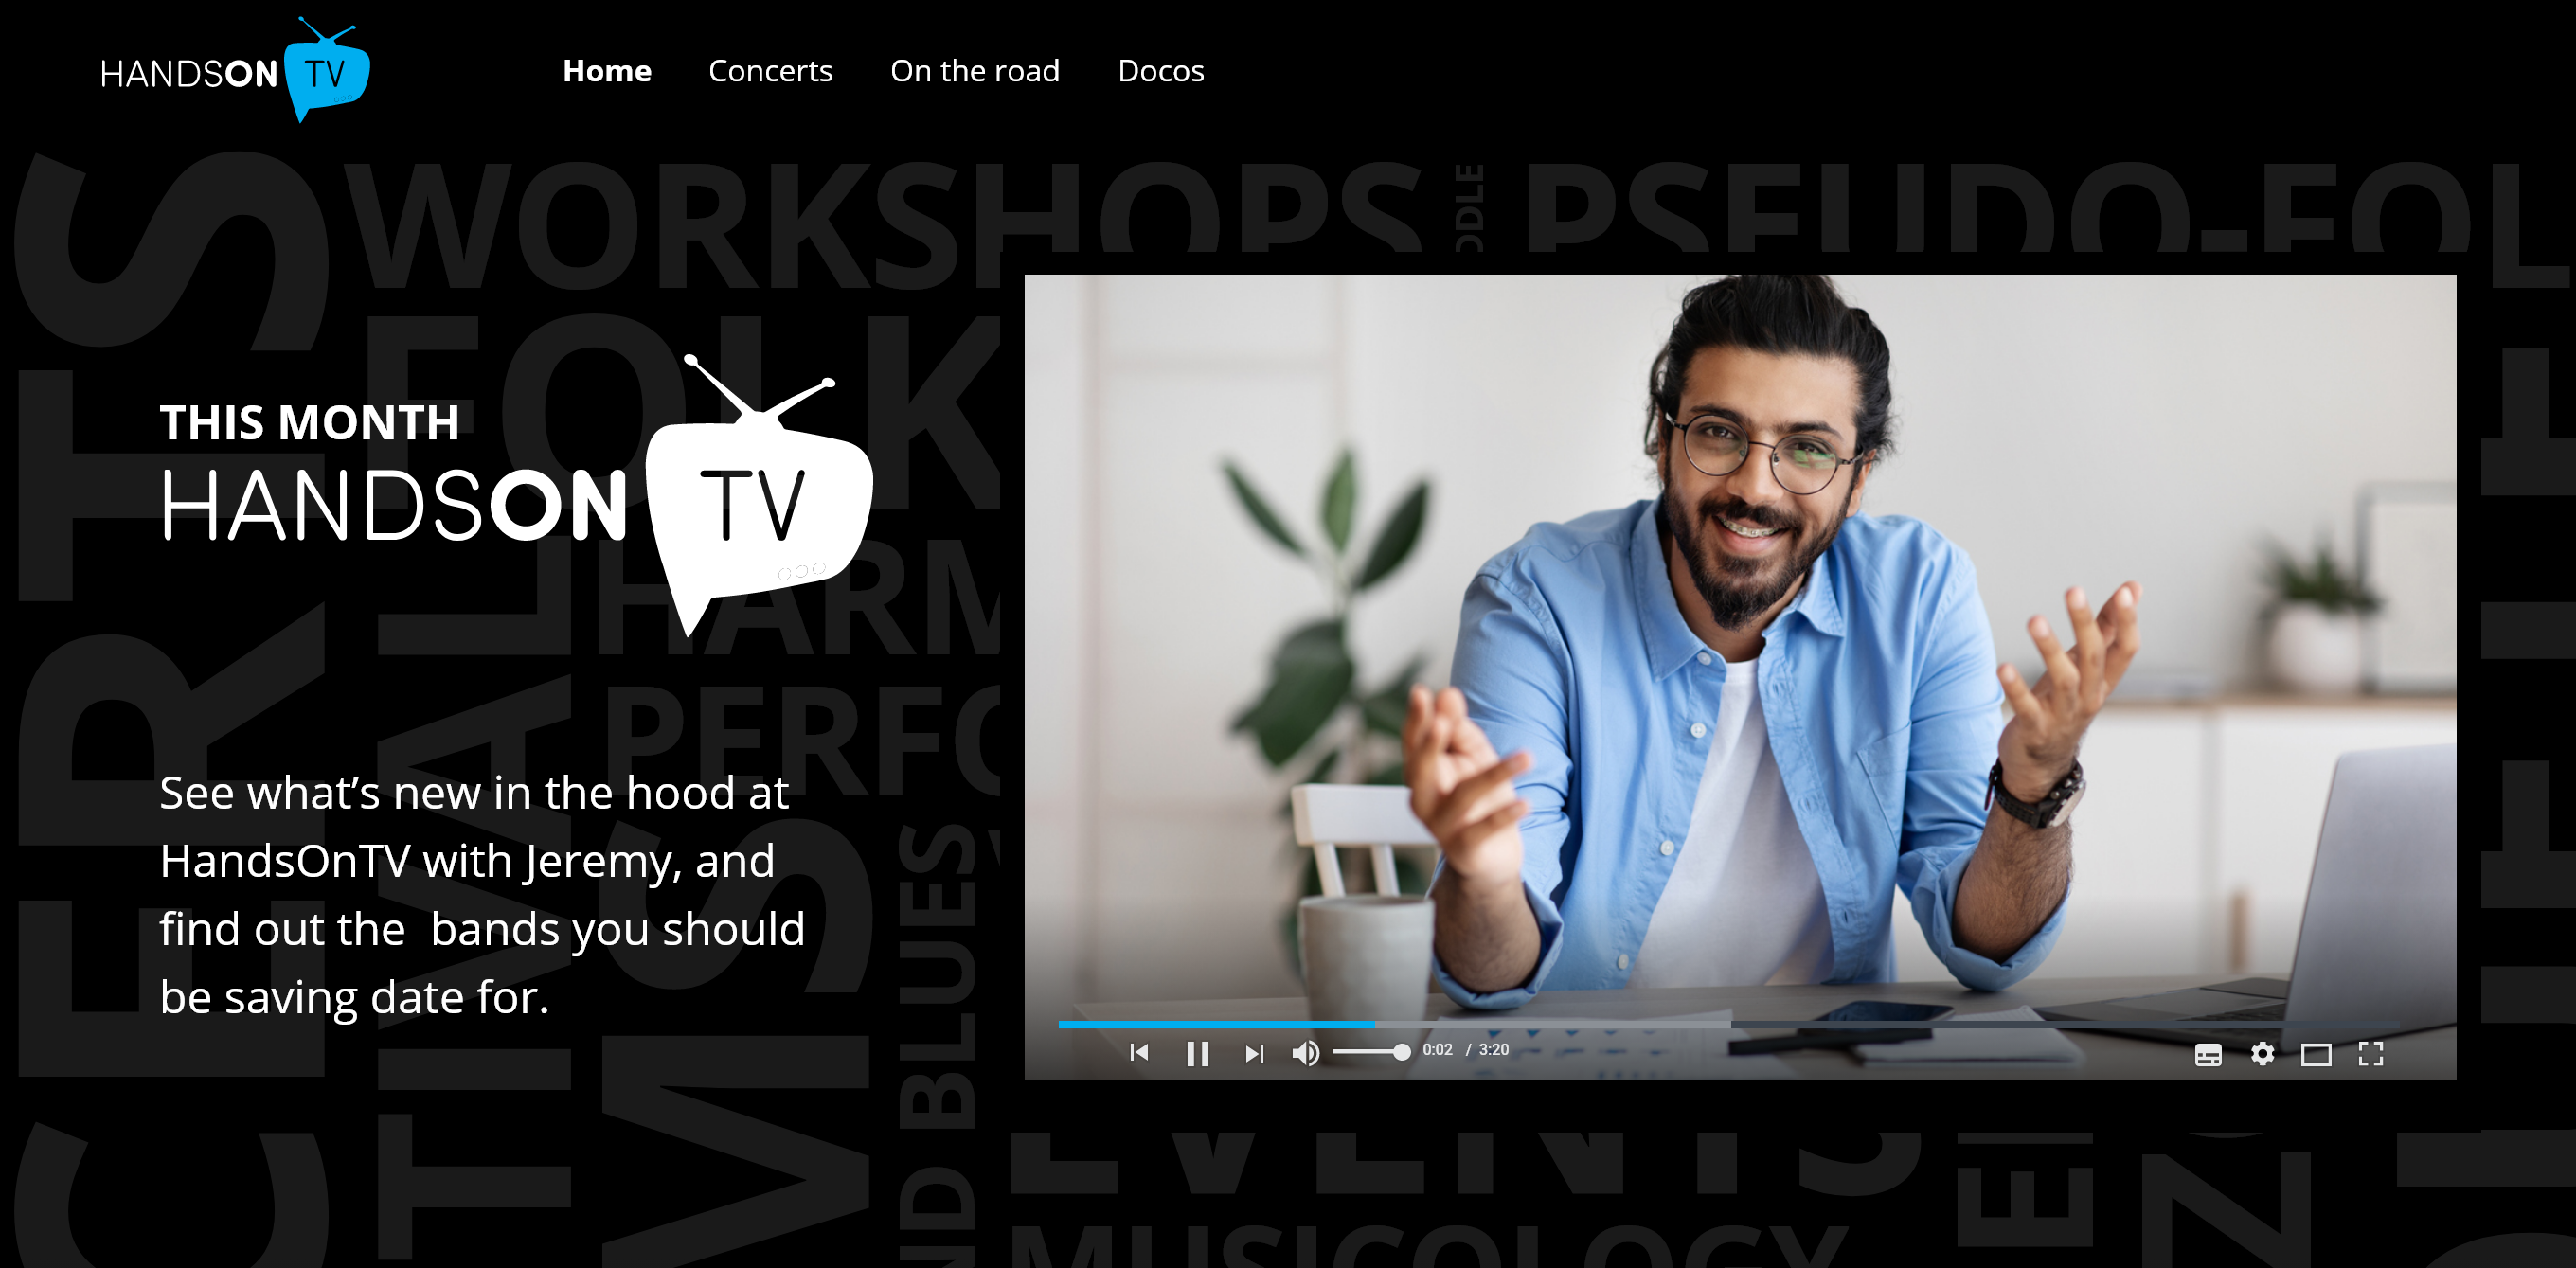 HANDSON TV
Home Concerts On the road Docos
WORKSHOPS
PSEUDO-FOL
FOLK
THIS MONTH
HANDSON TV
HARM
PERFO
See what’s new in the hood at
HandsOnTV with Jeremy, and
find out the  bands you should
be saving date for.
BLUES
0:02 / 3:20
EVENTS
MUSICOLOGY